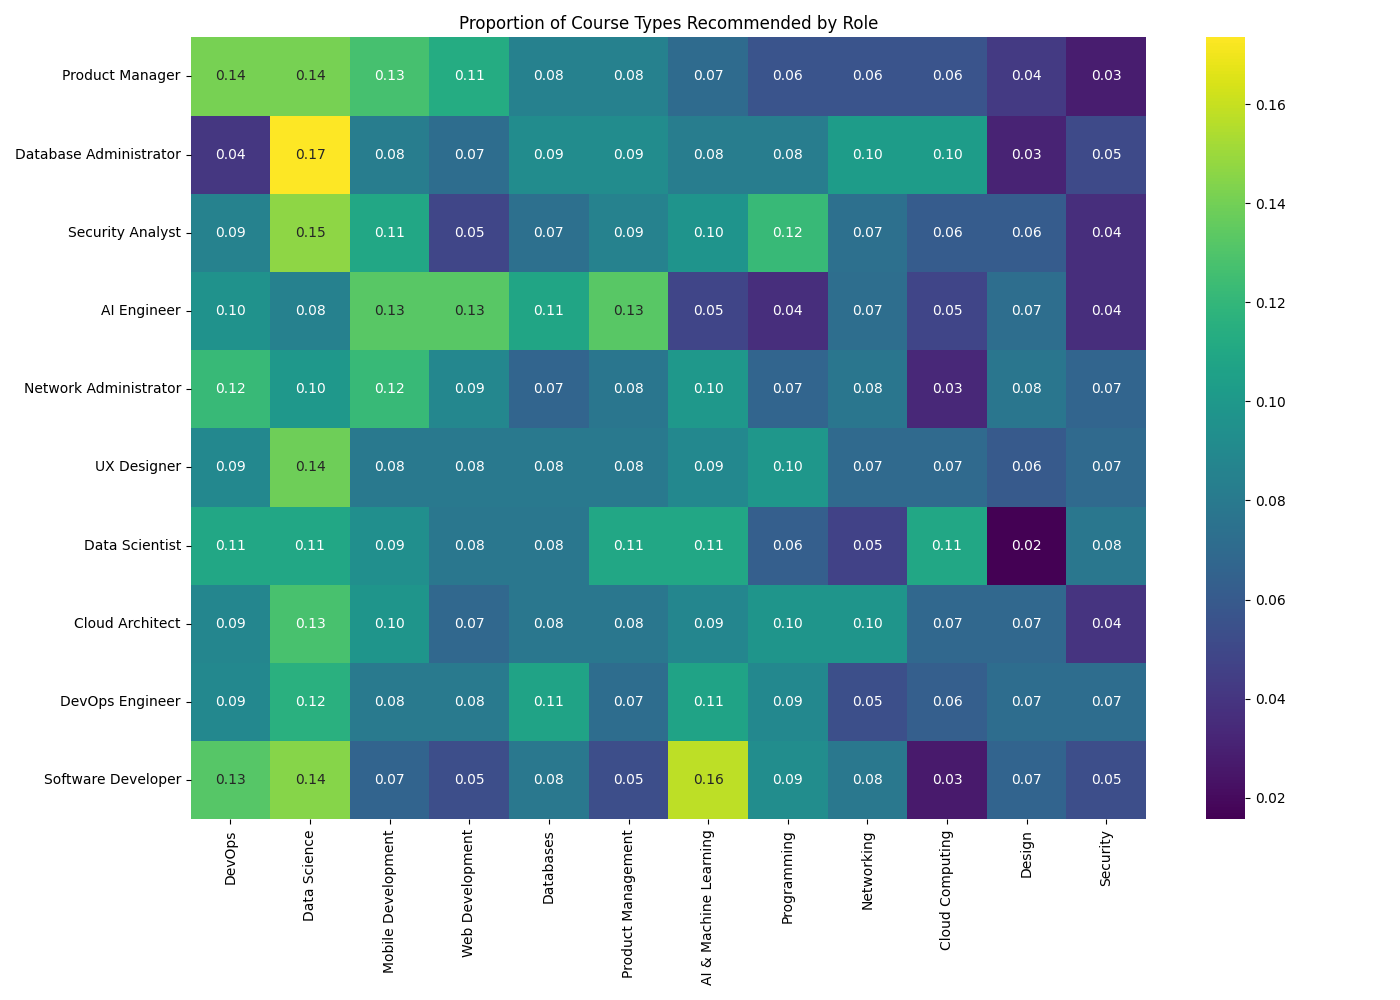 Proportion of Course Types Recommended by Role
Product Manager 0.14 0.14 0.13 0.11 0.08 0.08 0.07 0.06 0.06 0.06 0.04 0.03
Database Administrator 0.04 0.17 0.08 0.07 0.09 0.09 0.08 0.08 0.10 0.10 0.03 0.05
Security Analyst 0.09 0.15 0.11 0.05 0.07 0.09 0.10 0.12 0.07 0.06 0.06 0.04
AI Engineer 0.10 0.08 0.13 0.13 0.11 0.13 0.05 0.04 0.07 0.05 0.07 0.04
Network Administrator 0.12 0.10 0.12 0.09 0.07 0.08 0.10 0.07 0.08 0.03 0.08 0.07
UX Designer 0.09 0.14 0.08 0.08 0.08 0.08 0.09 0.10 0.07 0.07 0.06 0.07
Data Scientist 0.11 0.11 0.09 0.08 0.08 0.11 0.11 0.06 0.05 0.11 0.02 0.08
Cloud Architect 0.09 0.13 0.10 0.07 0.08 0.08 0.09 0.10 0.10 0.07 0.07 0.04
DevOps Engineer 0.09 0.12 0.08 0.08 0.11 0.07 0.11 0.09 0.05 0.06 0.07 0.07
Software Developer 0.13 0.14 0.07 0.05 0.08 0.05 0.16 0.09 0.08 0.03 0.07 0.05
DevOps
Data Science
Mobile Development
Web Development
Databases
Product Management
AI & Machine Learning
Programming
Networking
Cloud Computing
Design
Security
0.16
0.14
0.12
0.10
0.08
0.06
0.04
0.02